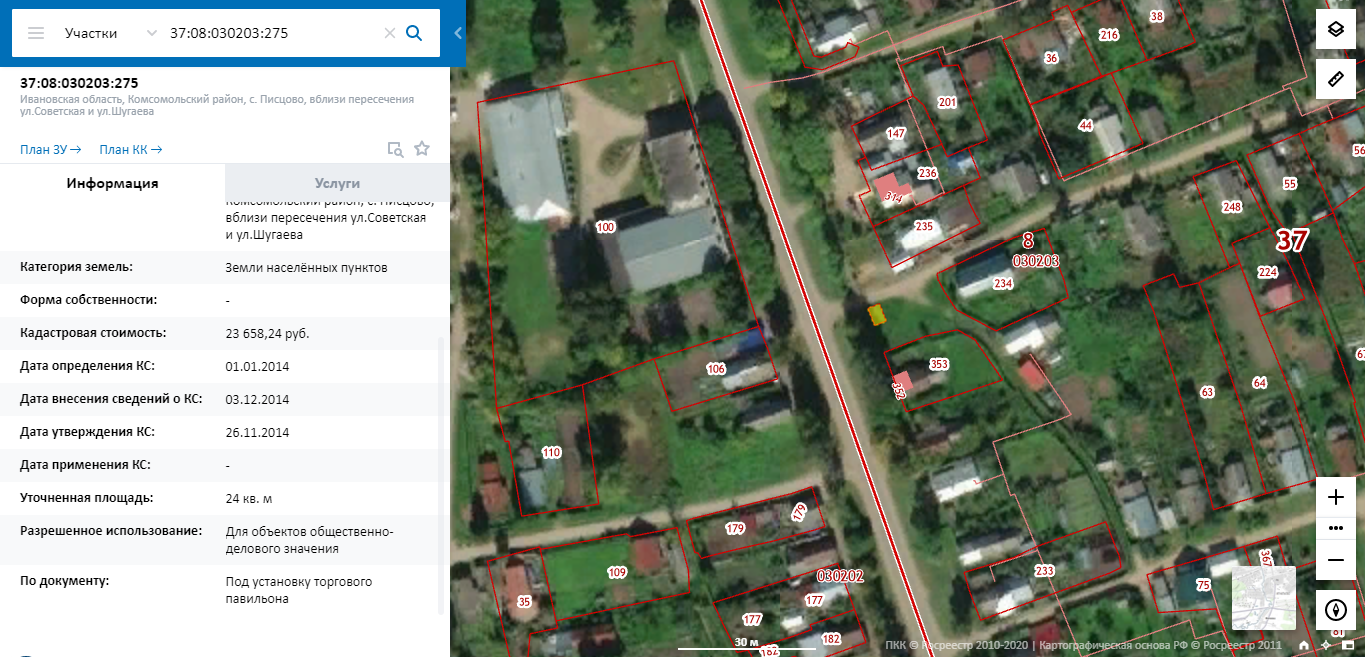 Участки
37:08:030203:275
37:08:030203:275
Ивановская область, Комсомольский район, с. Писцово, вблизи пересечения
ул.Советская и ул.Шугаева
План ЗУ→
План КК→
Информация
Услуги
Комсомольский район, с. Писцово,
вблизи пересечения ул.Советская
и ул.Шугаева
Категория земель:
Земли населённых пунктов
Форма собственности:
-
Кадастровая стоимость:
23 658,24 руб.
Дата определения КС:
01.01.2014
Дата внесения сведений о КС:
03.12.2014
Дата утверждения КС:
26.11.2014
Дата применения КС:
-
Уточненная площадь:
24 кв. м
Разрешенное использование:
Для объектов общественно-
делового значения
По документу:
Под установку торгового
павильона
38
216
36
201
147
44
236
314
235
56
55
248
100
8
030203
37
234
224
106
353
352
63
64
67
110
179
179
109
233
367
35
030202
177
177
75
182
182
81
30 м
ПКК © Росреестр 2010-2020 | Картографическая основа РФ © Росреестр 2011